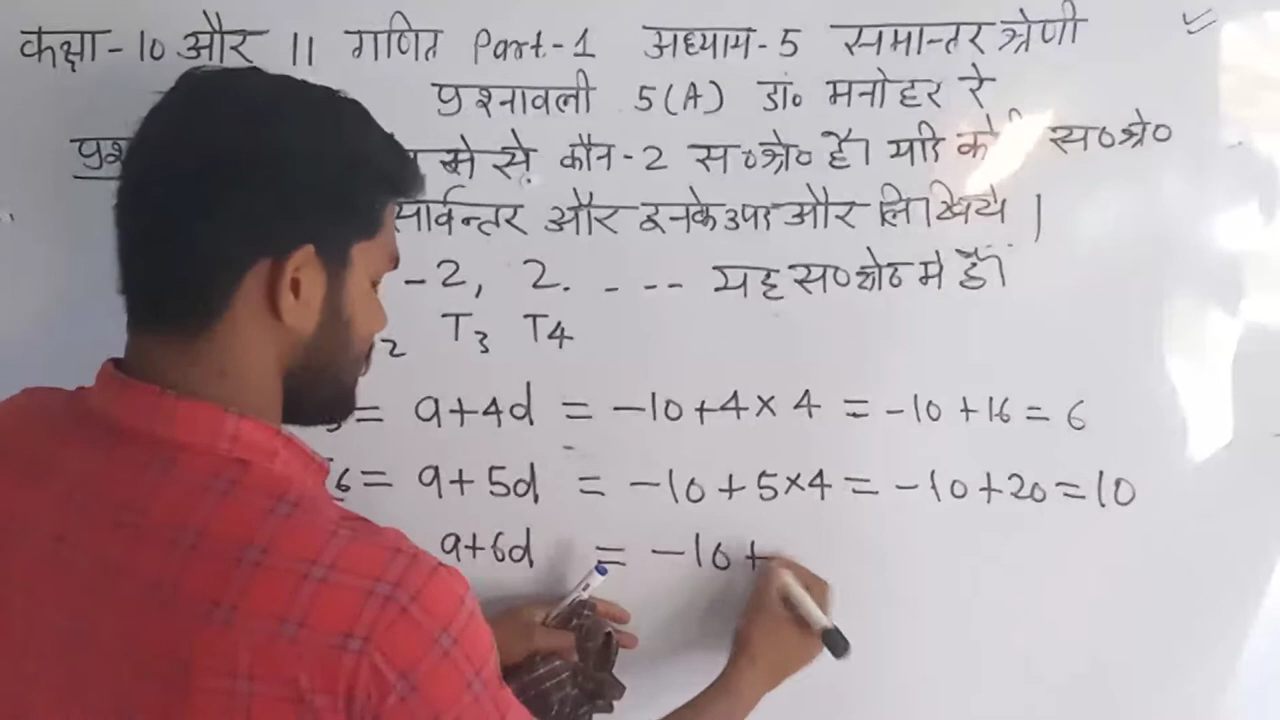 कक्षा-10 और 11 गणित Part-1 अध्याय-5 समान्तर श्रेणी
प्रश्नावली 5(A) डॉ० मनोहर रे
से कौन-2 स०श्रे० है। यदि स०श्रे०
सार्वन्तर और इनके और लिखिये।
-2, 2. - - - - यह स०श्रे० में है।
2 T3 T4
= a+4d = -10+4×4 = -10+16 = 6
6 = a+5d = -10+5×4 = -10+20 = 10
a+6d = -10+